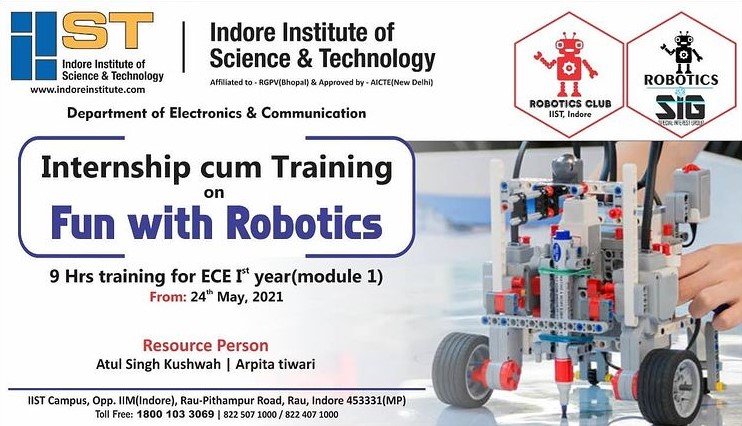 IIST
Indore Institute of
Science & Technology
www.indoreinstitute.com
Indore Institute of
Science & Technology
Affiliated to - RGPV(Bhopal) & Approved by - AICTE(New Delhi)
ROBOTICS CLUB
IIST, Indore
ROBOTICS
SIG
SPECIAL INTEREST GROUP
Department of Electronics & Communication
Internship cum Training
on
Fun with Robotics
9 Hrs training for ECE Ist year(module 1)
From: 24th May, 2021
Resource Person
Atul Singh Kushwah | Arpita tiwari
IIST Campus, Opp. IIM(Indore), Rau-Pithampur Road, Rau, Indore 453331(MP)
Toll Free: 1800 103 3069 | 822 507 1000 / 822 407 1000